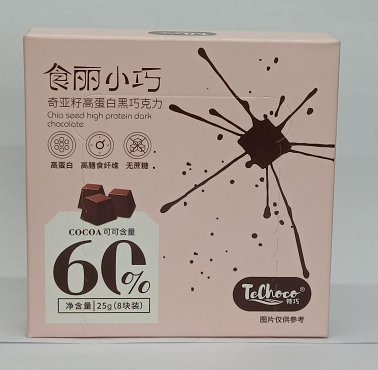 食丽小巧
奇亚籽高蛋白黑巧克力
Chia seed high protein dark
chocolate
高蛋白 高膳食纤维 无蔗糖
COCOA 可可含量
60%
净含量 25g(8块装)
TeChoco®
特巧
图片仅供参考